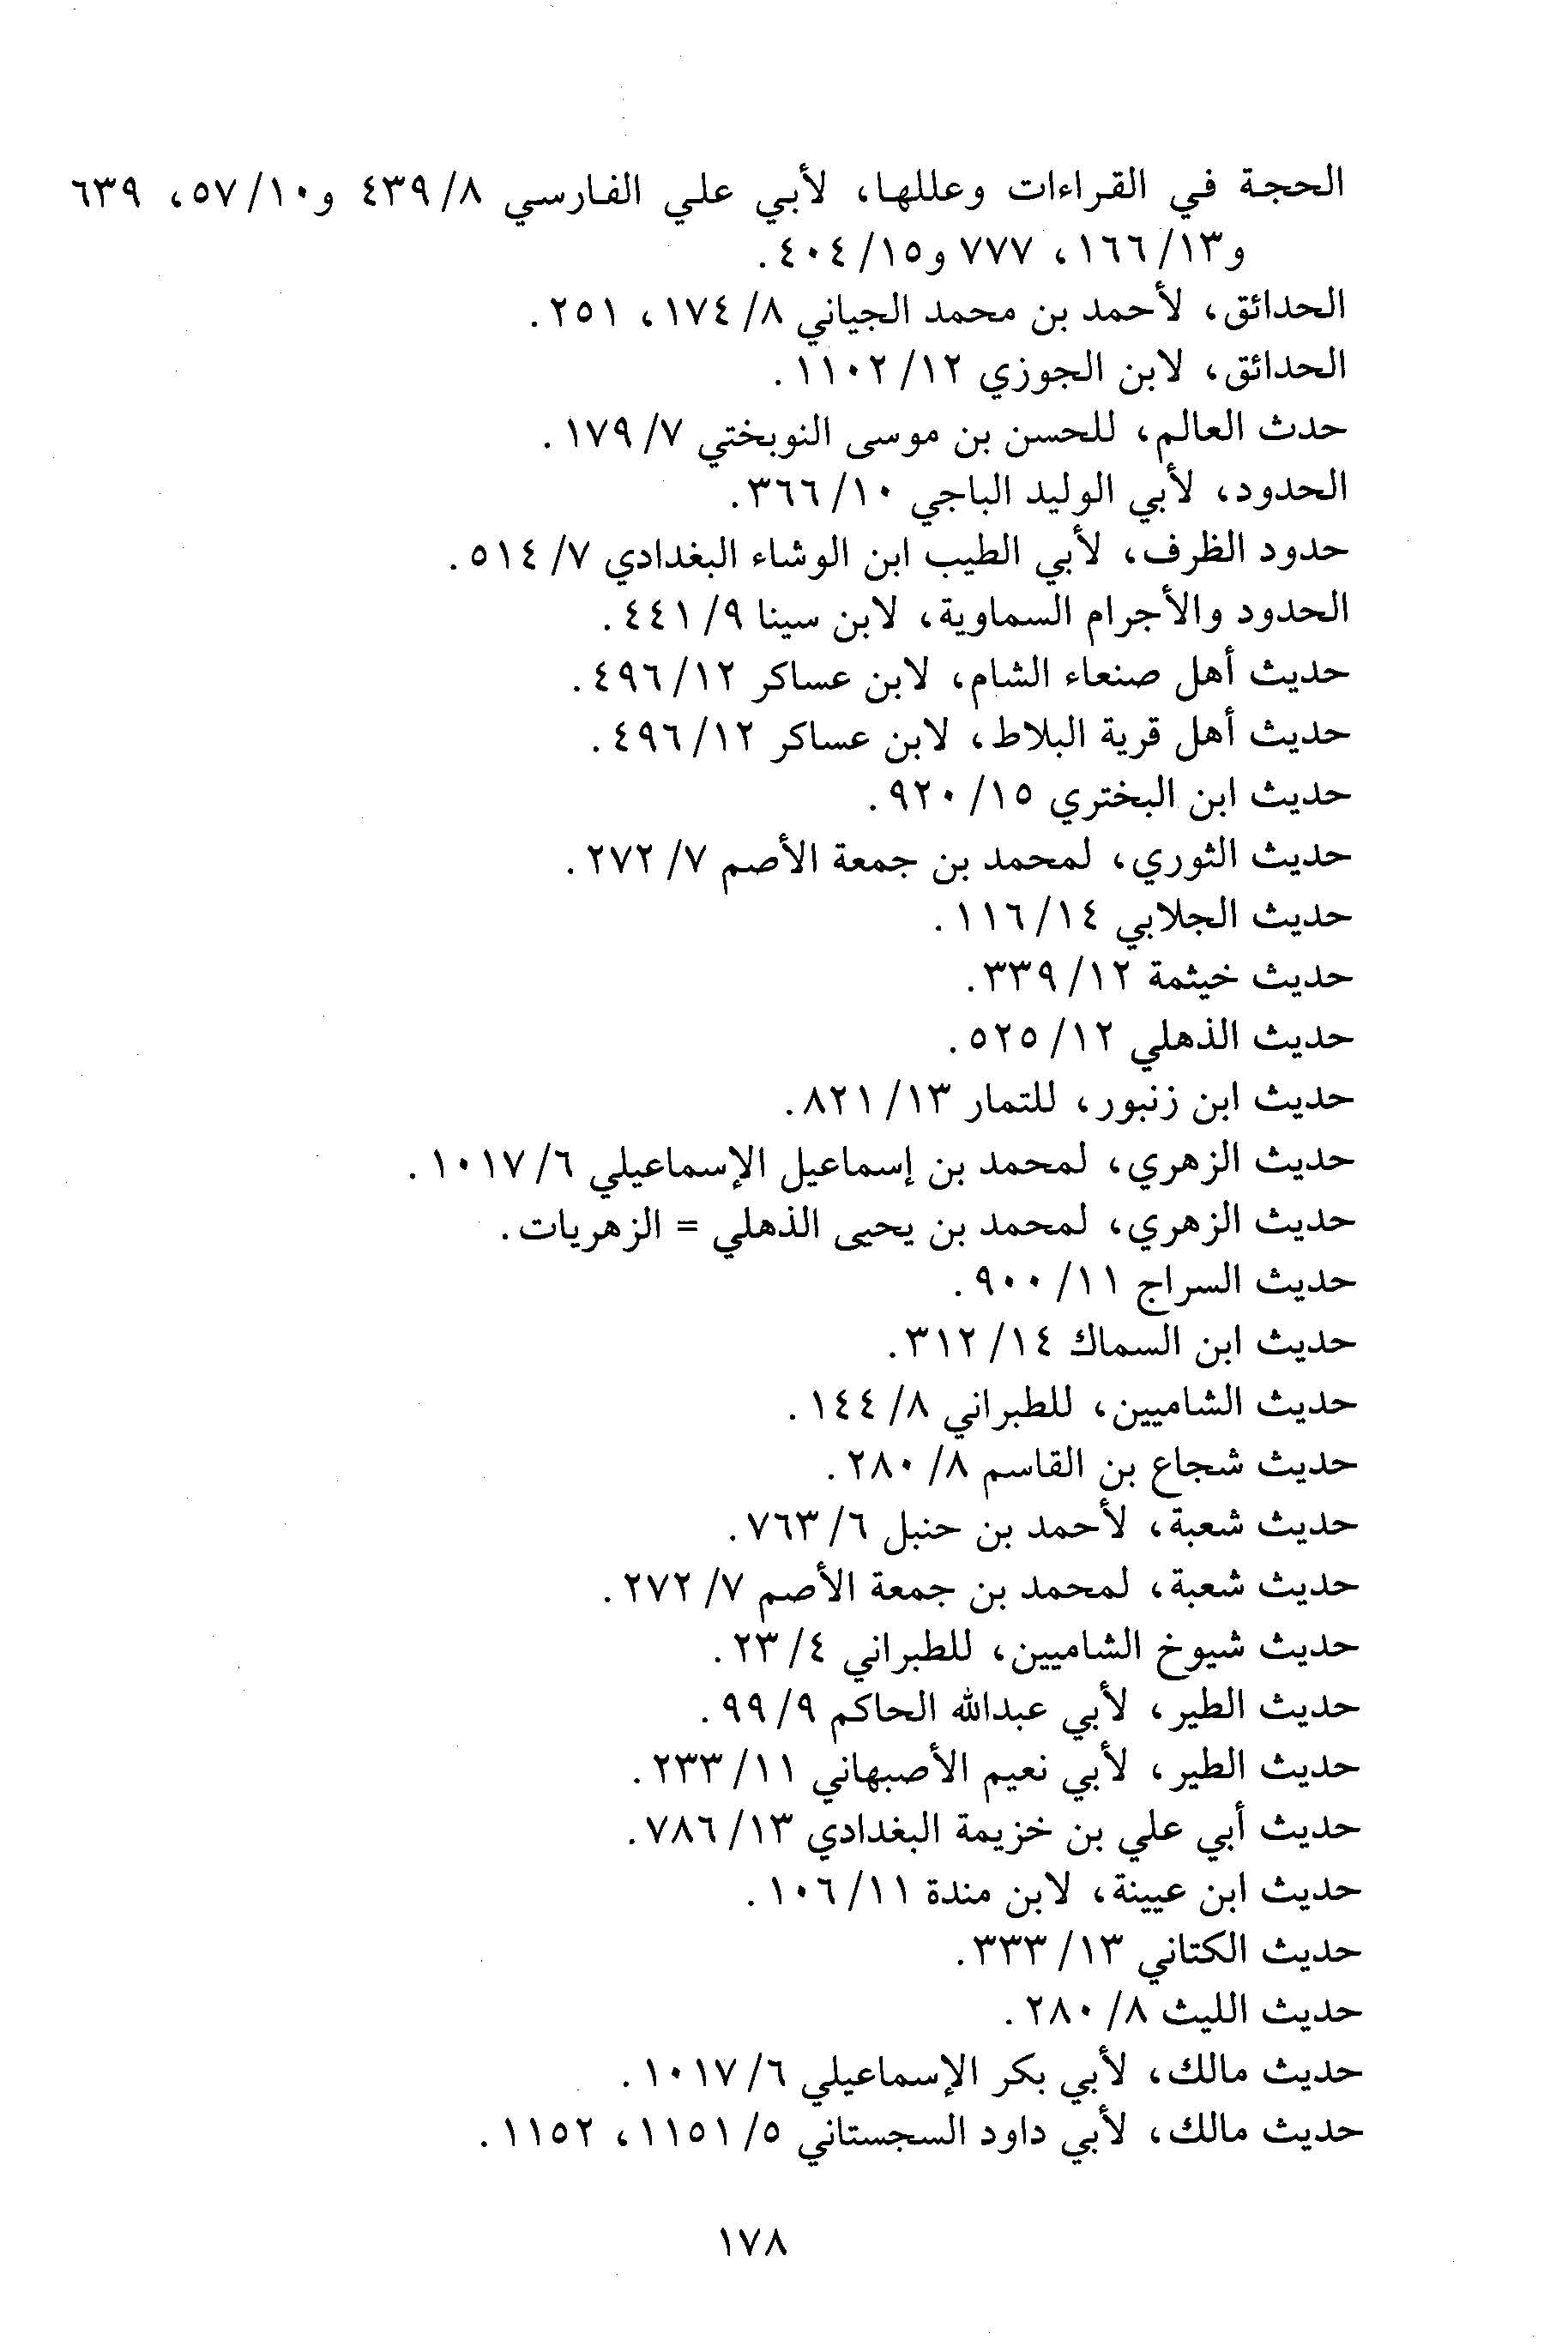 الحجة في القراءات وعللها، لأبي علي الفارسي ٨/ ٤٣٩ و١٠/ ٥٧، ٦٣٩
و١٣/ ١٦٦، ٧٧٧ و١٥/ ٤٠٤.
الحدائق، لأحمد بن محمد الجياني ٨/ ١٧٤، ٢٥١.
الحدائق، لابن الجوزي ١٢/ ١١٠٢.
حدث العالم، للحسن بن موسى النوبختي ٧/ ١٧٩.
الحدود، لأبي الوليد الباجي ١٠/ ٣٦٦.
حدود الظرف، لأبي الطيب ابن الوشاء البغدادي ٧/ ٥١٤.
الحدود والأجرام السماوية، لابن سينا ٩/ ٤٤١.
حديث أهل صنعاء الشام، لابن عساكر ١٢/ ٤٩٦.
حديث أهل قرية البلاط، لابن عساكر ١٢/ ٤٩٦.
حديث ابن البختري ١٥/ ٩٢٠.
حديث الثوري، لمحمد بن جمعة الأصم ٧/ ٢٧٢.
حديث الجلابي ١٤/ ١١٦.
حديث خيثمة ١٢/ ٣٣٩.
حديث الذهلي ١٢/ ٥٢٥.
حديث ابن زنبور، للتمار ١٣/ ٨٢١.
حديث الزهري، لمحمد بن إسماعيل الإسماعيلي ٦/ ١٠١٧.
حديث الزهري، لمحمد بن يحيى الذهلي = الزهريات.
حديث السراج ١١/ ٩٠٠.
حديث ابن السماك ١٤/ ٣١٢.
حديث الشاميين، للطبراني ٨/ ١٤٤.
حديث شجاع بن القاسم ٨/ ٢٨٠.
حديث شعبة، لأحمد بن حنبل ٦/ ٧٦٣.
حديث شعبة، لمحمد بن جمعة الأصم ٧/ ٢٧٢.
حديث شيوخ الشاميين، للطبراني ٤/ ٢٣.
حديث الطير، لأبي عبدالله الحاكم ٩/ ٩٩.
حديث الطير، لأبي نعيم الأصبهاني ١١/ ٢٣٣.
حديث أبي علي بن خزيمة البغدادي ١٣/ ٧٨٦.
حديث ابن عيينة، لابن مندة ١١/ ١٠٦.
حديث الكتاني ١٣/ ٣٣٣.
حديث الليث ٨/ ٢٨٠.
حديث مالك، لأبي بكر الإسماعيلي ٦/ ١٠١٧.
حديث مالك، لأبي داود السجستاني ٥/ ١١٥١، ١١٥٢.
١٧٨